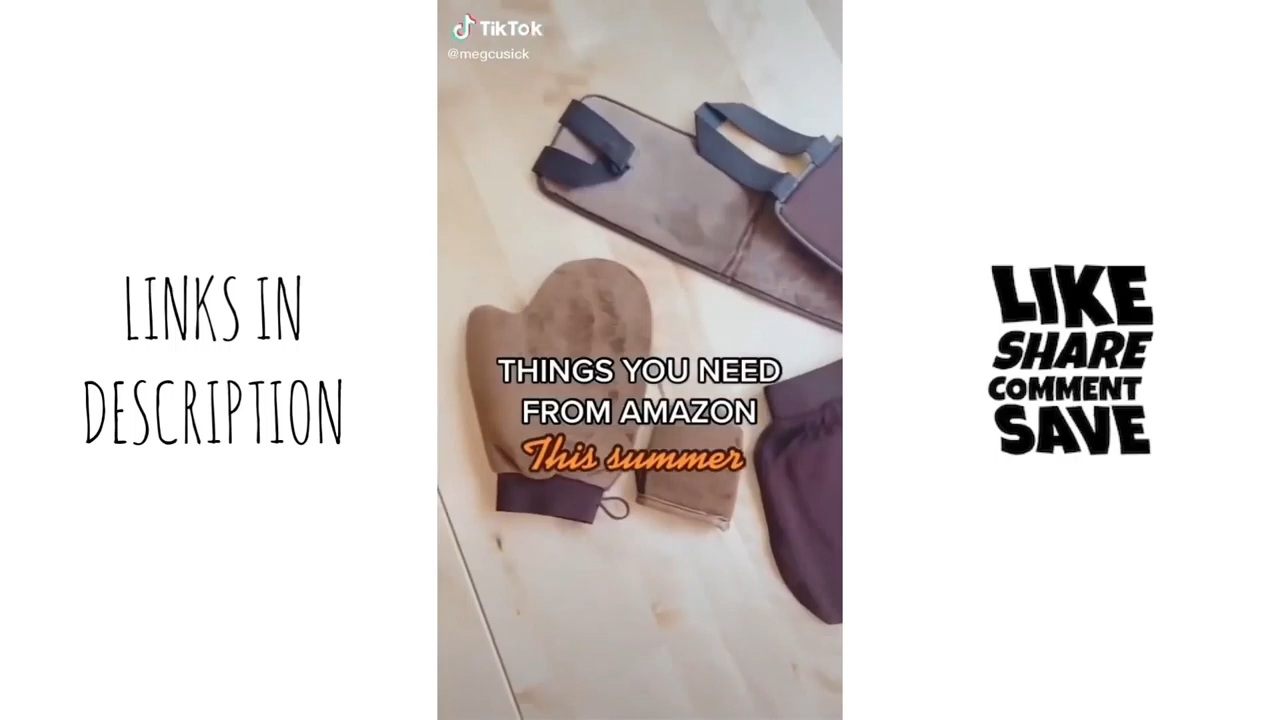 TikTok
@megcusick
LINKS IN
DESCRIPTION
THINGS YOU NEED
FROM AMAZON
This summer
LIKE
SHARE
COMMENT
SAVE